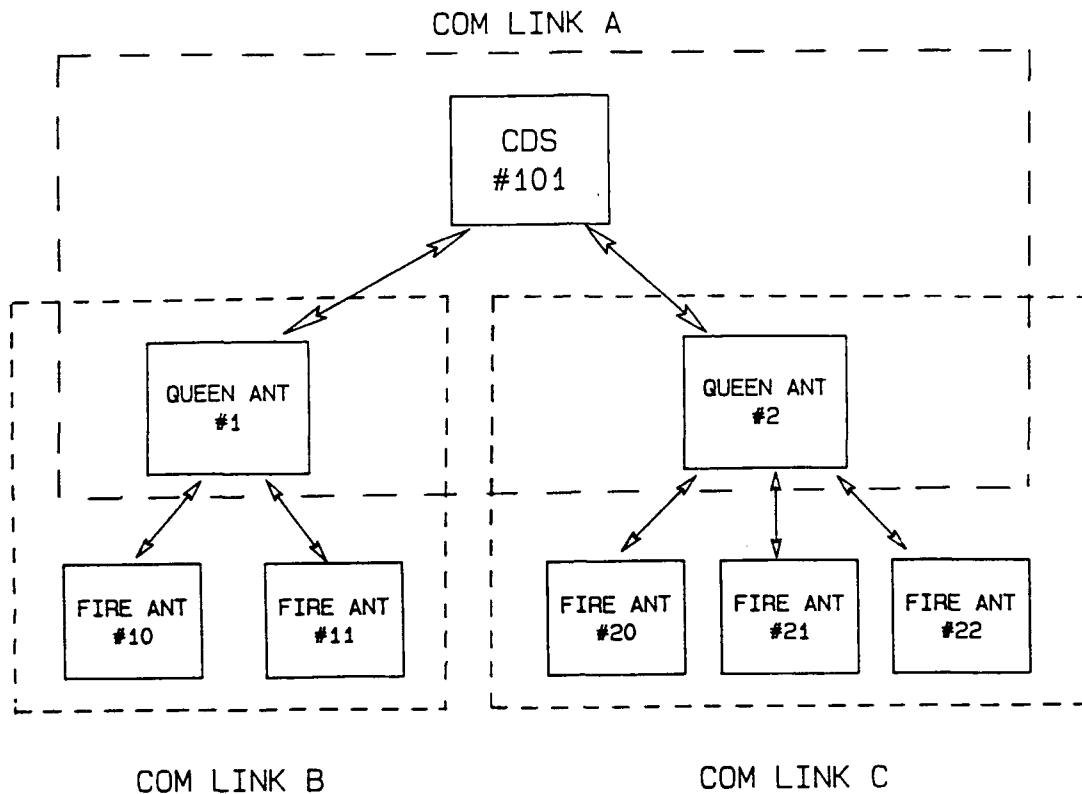 COM LINK A
CDS
#101
QUEEN ANT
#1
QUEEN ANT
#2
FIRE ANT
#10
FIRE ANT
#11
FIRE ANT
#20
FIRE ANT
#21
FIRE ANT
#22
COM LINK B
COM LINK C